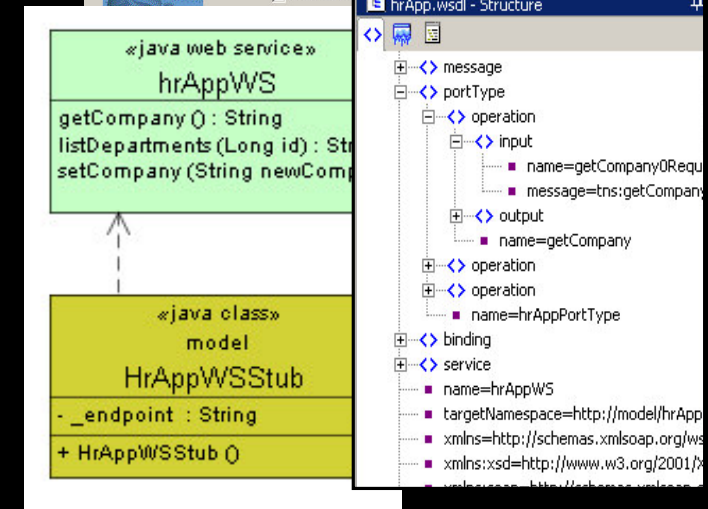 «java web service»
hrAppWS
getCompany () : String
listDepartments (Long id) : Str
setCompany (String newComp
«java class»
model
HrAppWSStub
- _endpoint : String
+ HrAppWSStub ()
hrApp.wsdl - Structure
message
portType
operation
input
name=getCompany0Requ
message=tns:getCompany
output
name=getCompany
operation
operation
name=hrAppPortType
binding
service
name=hrAppWS
targetNamespace=http://model/hrApp
xmlns=http://schemas.xmlsoap.org/ws
xmlns:xsd=http://www.w3.org/2001/X